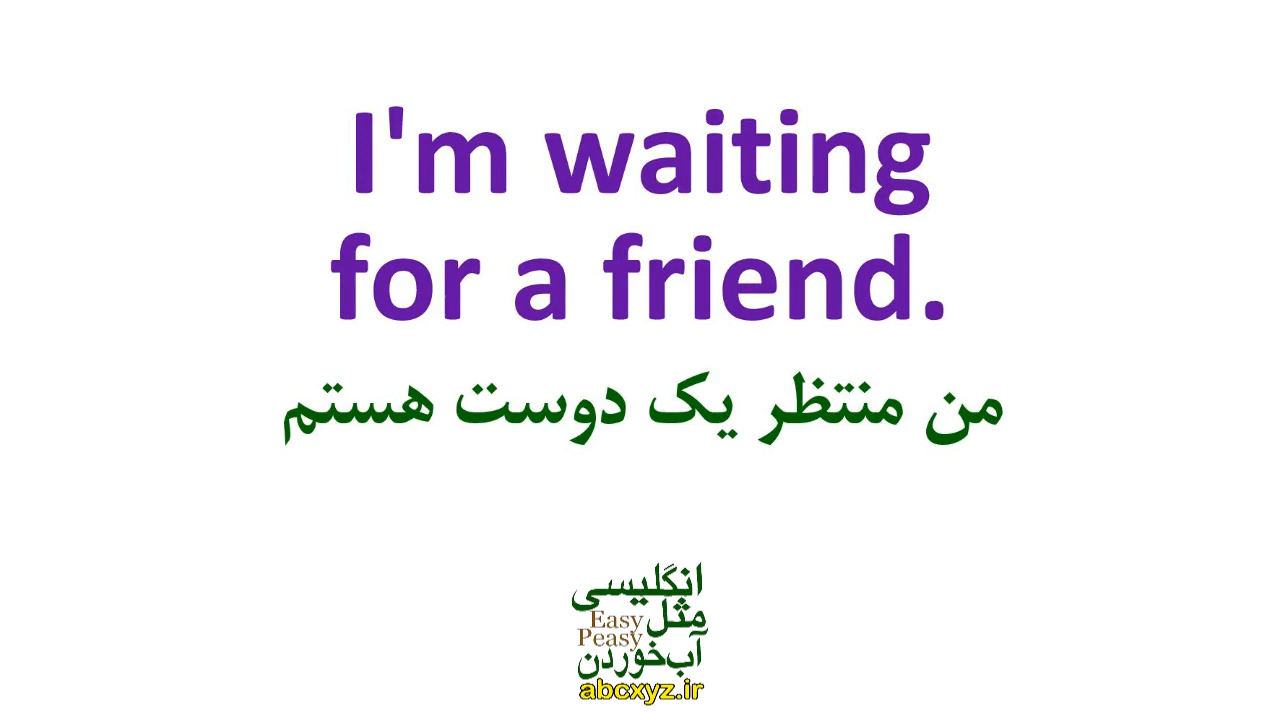 I'm waiting
for a friend.
من منتظر یک دوست هستم
انگلیسی
مثل
Easy
Peasy
آب‌خوردن
abcxyz.ir